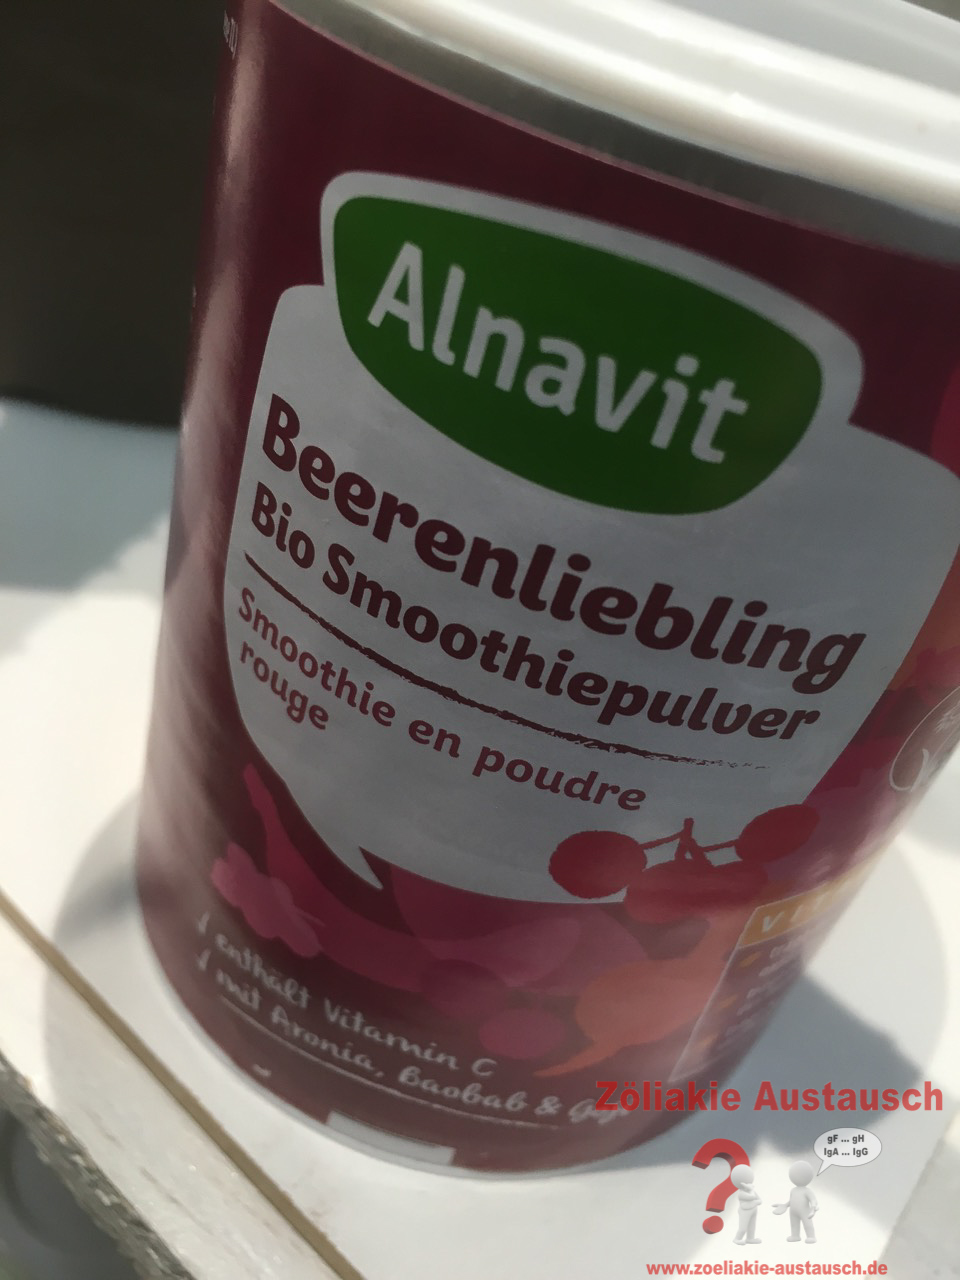 Alnavit
Beerenliebling
Bio Smoothiepulver
Smoothie en poudre
rouge
√ enthält Vitamin C
√ mit Aronia, Baobab &
Zöliakie Austausch
gF ... gH
IgA ... IgG
www.zoeliakie-austausch.de